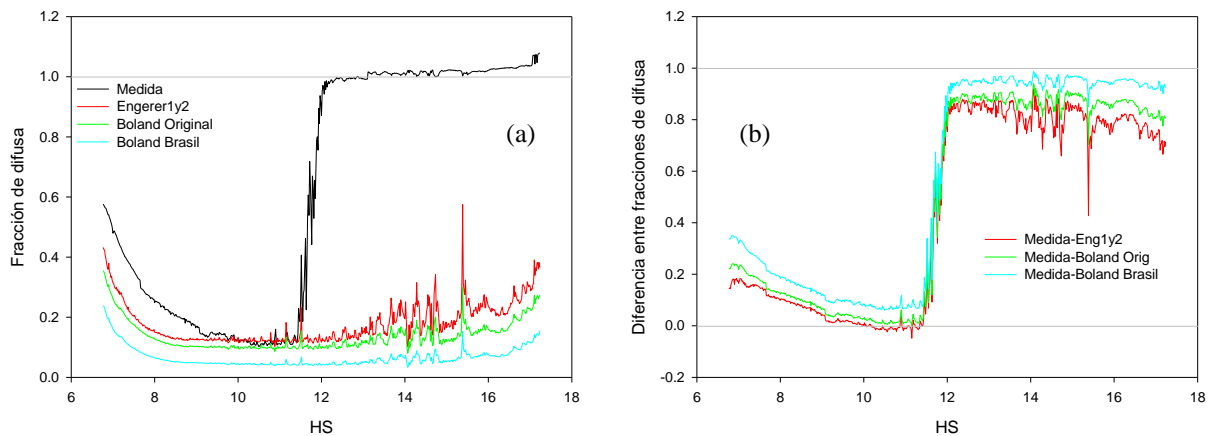 Fracción de difusa
1.2
1.0
0.8
0.6
0.4
0.2
0.0
Medida
Engerer1y2
Boland Original
Boland Brasil
(a)
6 8 10 12 14 16 18
HS
Diferencia entre fracciones de difusa
1.2
1.0
0.8
0.6
0.4
0.2
0.0
-0.2
(b)
Medida-Eng1y2
Medida-Boland Orig
Medida-Boland Brasil
6 8 10 12 14 16 18
HS